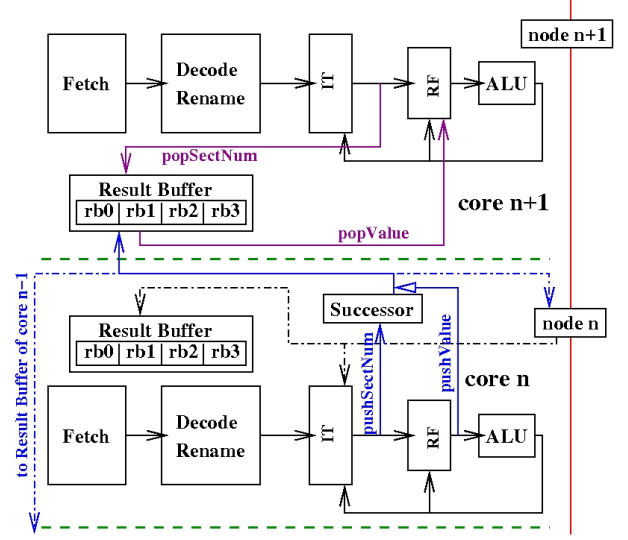 node n+1
Fetch
Decode
Rename
IT
RF
ALU
popSectNum
Result Buffer
rb0 rb1 rb2 rb3
core n+1
popValue
to Result Buffer of core n−1
Successor
node n
Result Buffer
rb0 rb1 rb2 rb3
pushSectNum
pushValue
core n
Fetch
Decode
Rename
IT
RF
ALU